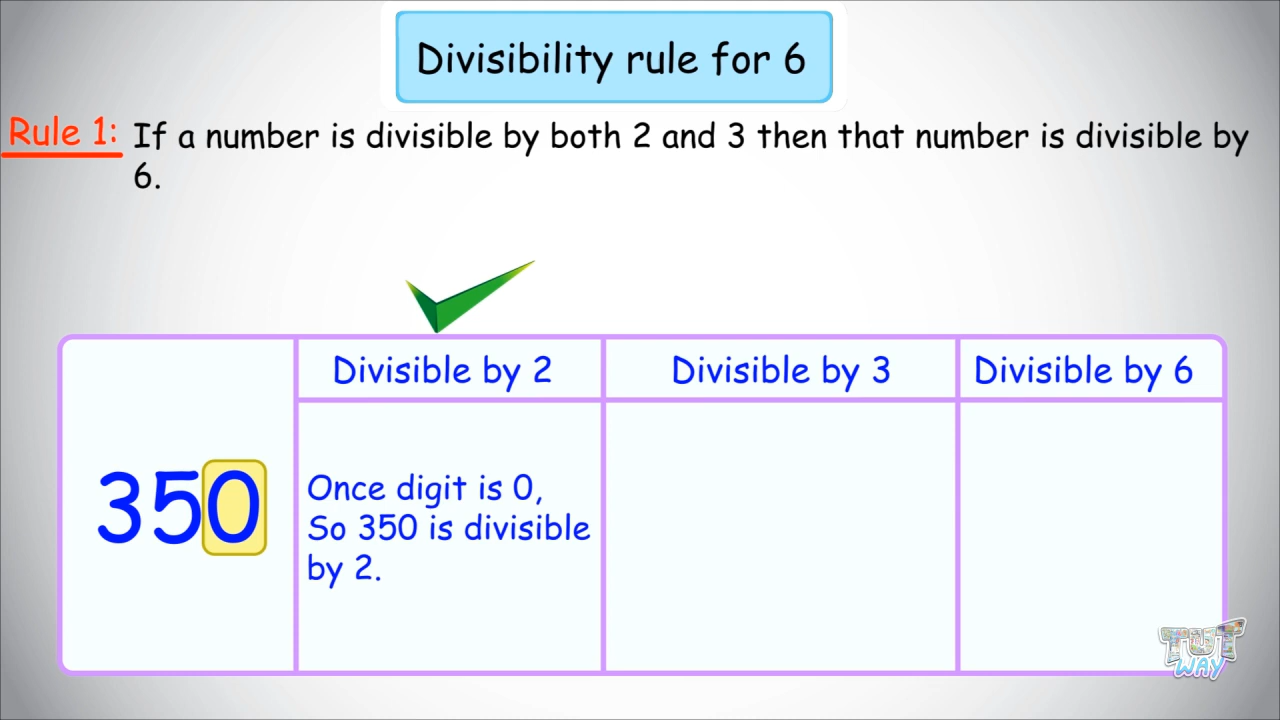 Divisibility rule for 6
Rule 1: If a number is divisible by both 2 and 3 then that number is divisible by
6.
Divisible by 2
Divisible by 3
Divisible by 6
350
Once digit is 0,
So 350 is divisible
by 2.
TUT
WAY